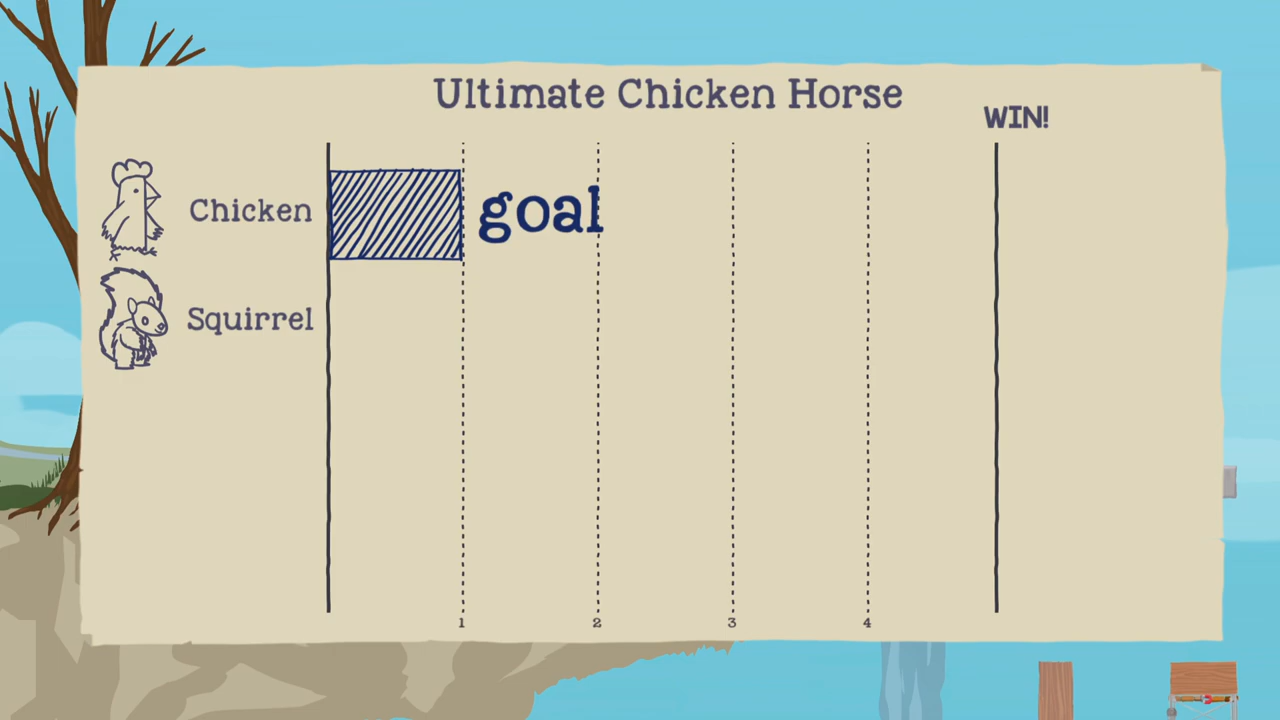 Ultimate Chicken Horse
WIN!
Chicken
goal
Squirrel
1 2 3 4